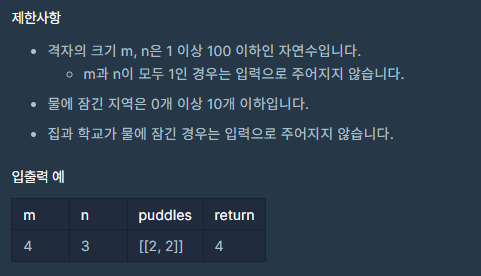 제한사항
격자의 크기 m, n은 1 이상 100 이하인 자연수입니다.
m과 n이 모두 1인 경우는 입력으로 주어지지 않습니다.
물에 잠긴 지역은 0개 이상 10개 이하입니다.
집과 학교가 물에 잠긴 경우는 입력으로 주어지지 않습니다.
입출력 예
m n puddles return
4 3 [[2, 2]] 4